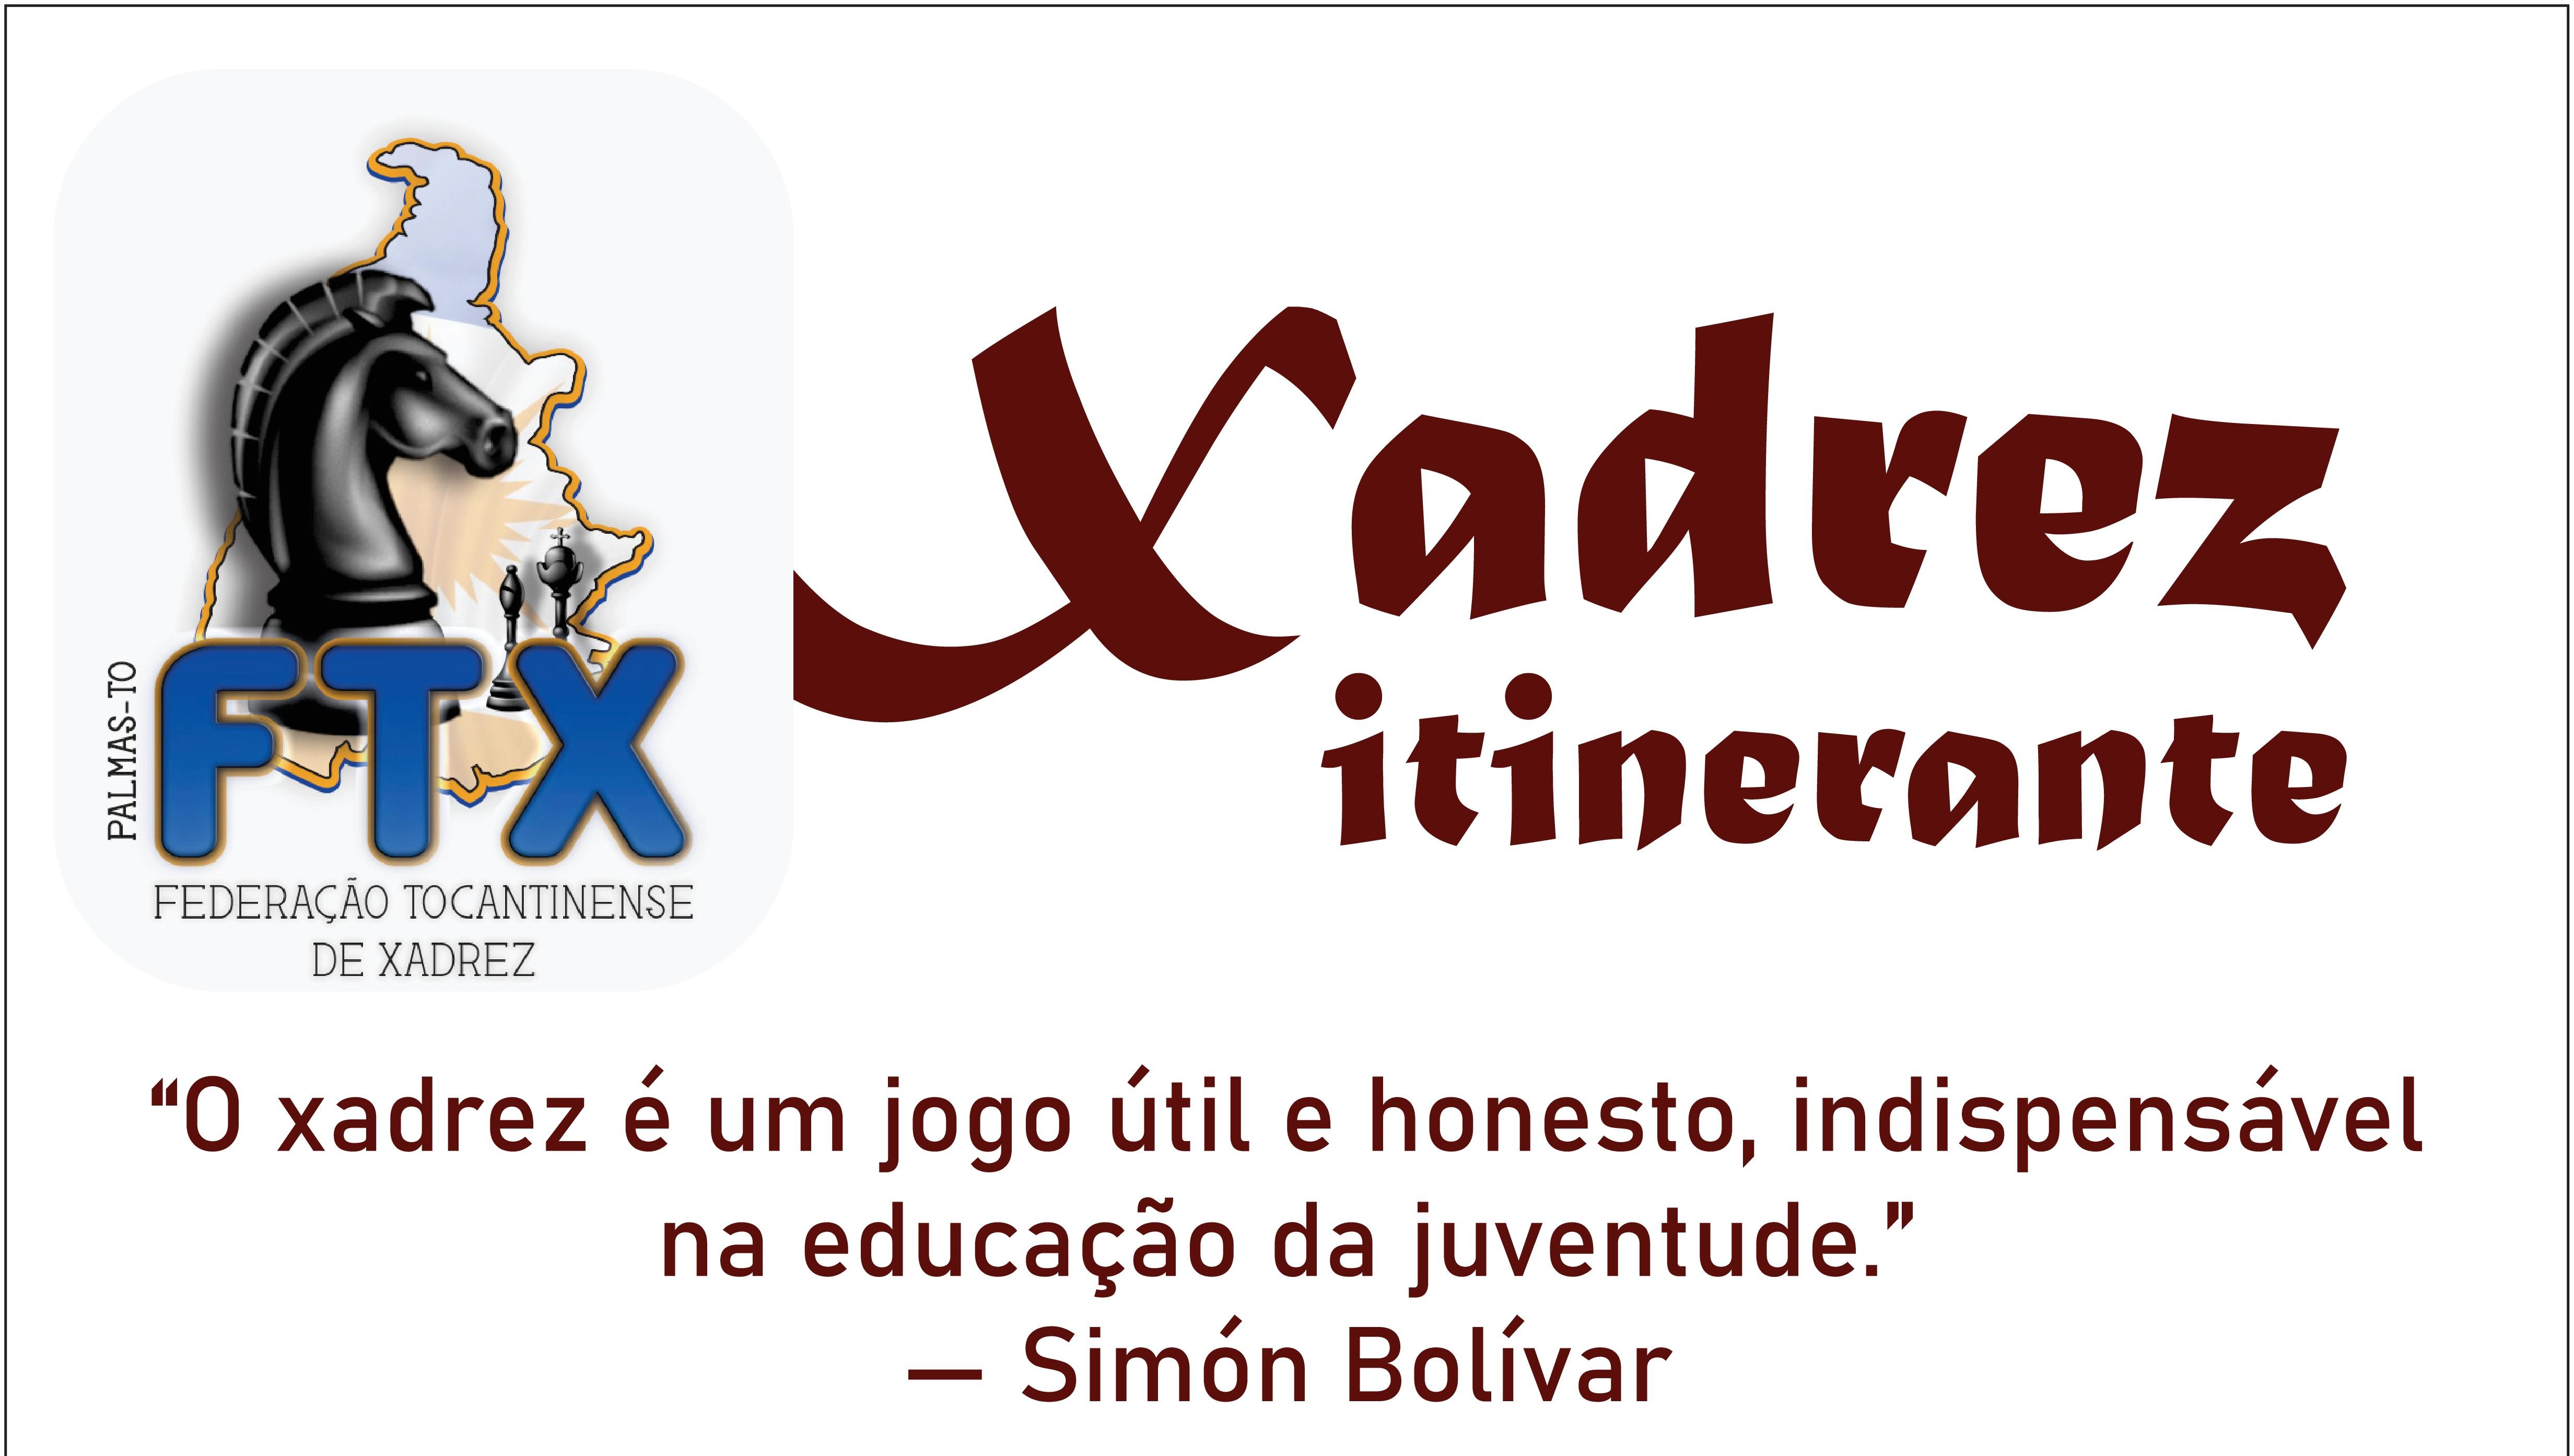 PALMAS-TO
FTX
FEDERAÇÃO TOCANTINENSE
DE XADREZ
Xadrez
itinerante
“O xadrez é um jogo útil e honesto, indispensável
na educação da juventude.”
— Simón Bolívar